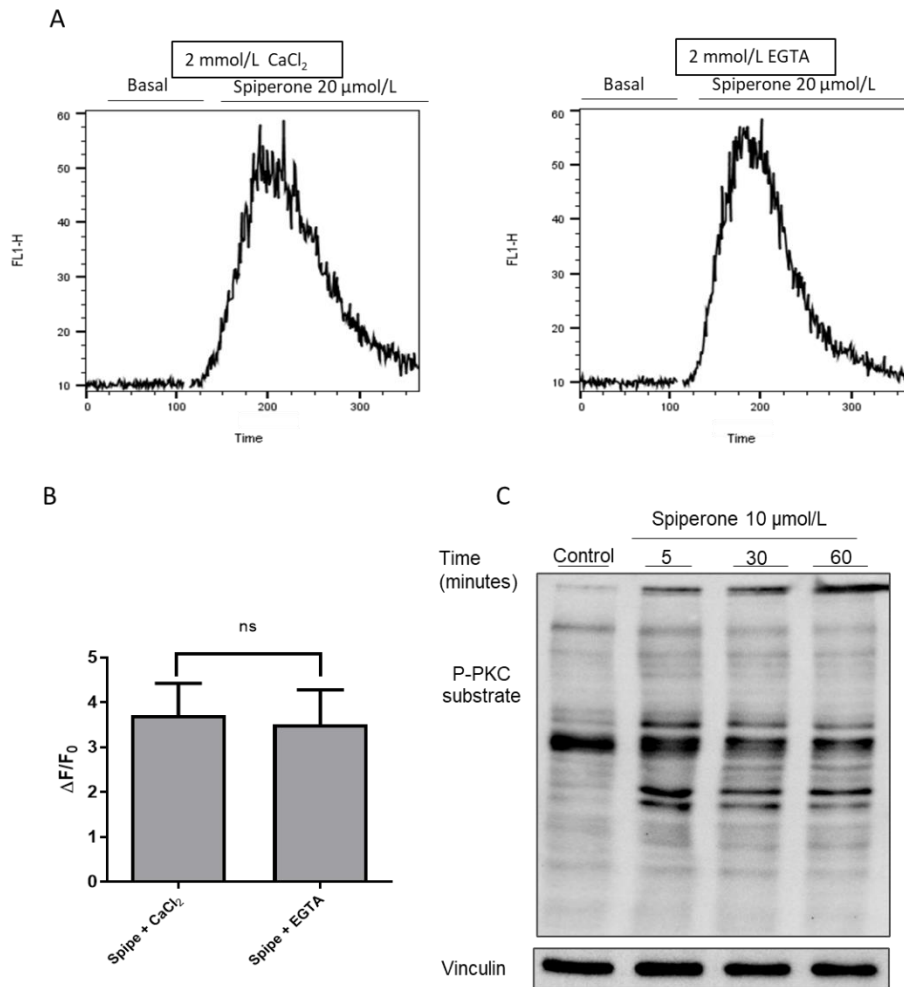 A
2 mmol/L CaCl₂
Basal
Spiperone 20 µmol/L
60
50
40
30
20
10
FL1-H
0
100
200
300
Time
2 mmol/L EGTA
Basal
Spiperone 20 µmol/L
60
50
40
30
20
10
FL1-H
0
100
200
300
Time
B
ns
5
4
3
2
1
0
ΔF/F₀
Spipe + CaCl₂
Spipe + EGTA
C
Spiperone 10 µmol/L
Time
(minutes)
Control
5
30
60
P-PKC
substrate
Vinculin